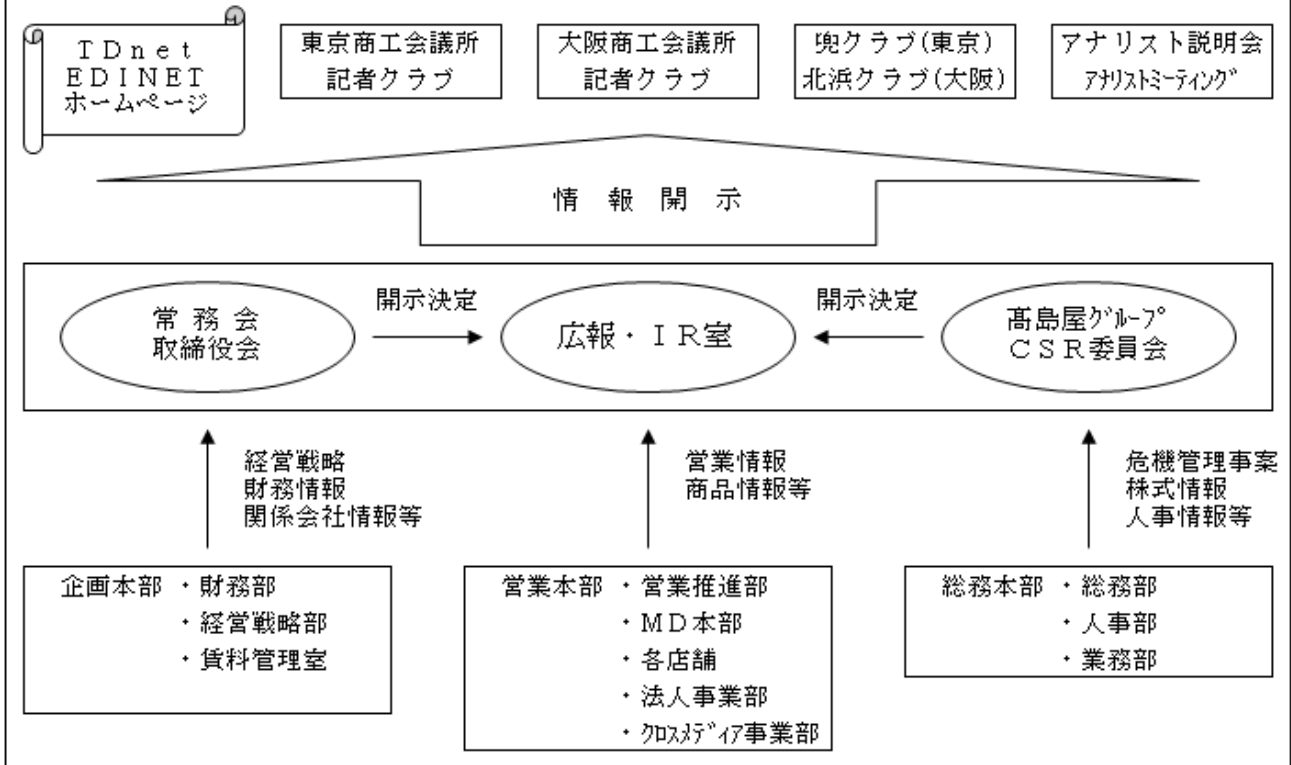 ＴＤnet
ＥＤＩＮＥＴ
ホームページ
東京商工会議所
記者クラブ
大阪商工会議所
記者クラブ
兜クラブ(東京)
北浜クラブ(大阪)
アナリスト説明会
ｱﾅﾘｽﾄﾐｰﾃｨﾝｸﾞ
情報開示
常務会
取締役会
開示決定
広報・ＩＲ室
開示決定
髙島屋ｸﾞﾙｰﾌﾟ
ＣＳＲ委員会
経営戦略
財務情報
関係会社情報等
営業情報
商品情報等
危機管理事案
株式情報
人事情報等
企画本部 ・財務部
・経営戦略部
・賃料管理室
営業本部 ・営業推進部
・ＭＤ本部
・各店舗
・法人事業部
・ｸﾛｽﾒﾃﾞｨｱ事業部
総務本部 ・総務部
・人事部
・業務部